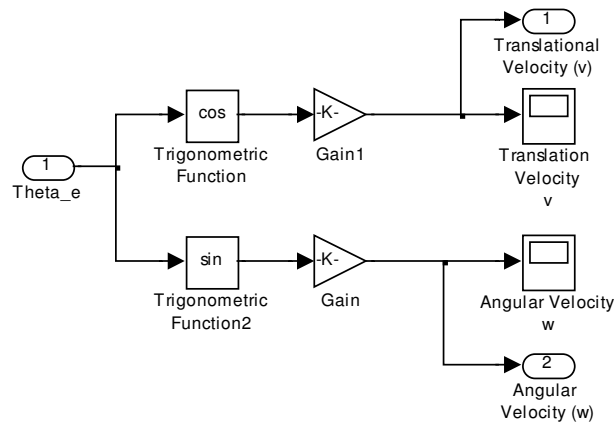 1
Translational
Velocity (v)
cos
-K-
Trigonometric
Function
Gain1
Translation
Velocity
v
1
Theta_e
sin
-K-
Trigonometric
Function2
Gain
Angular Velocity
w
2
Angular
Velocity (w)